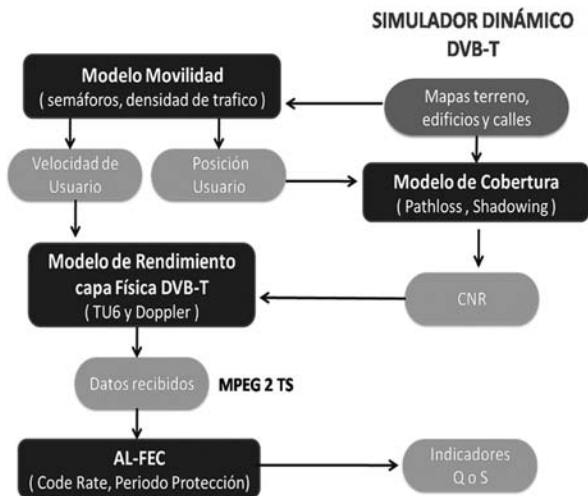 SIMULADOR DINÁMICO
DVB-T
Modelo Movilidad
( semáforos, densidad de trafico )
Mapas terreno,
edificios y calles
Velocidad de
Usuario
Posición
Usuario
Modelo de Cobertura
( Pathloss , Shadowing )
Modelo de Rendimiento
capa Física DVB-T
( TU6 y Doppler )
CNR
Datos recibidos
MPEG 2 TS
AL-FEC
( Code Rate, Periodo Protección)
Indicadores
Q o S